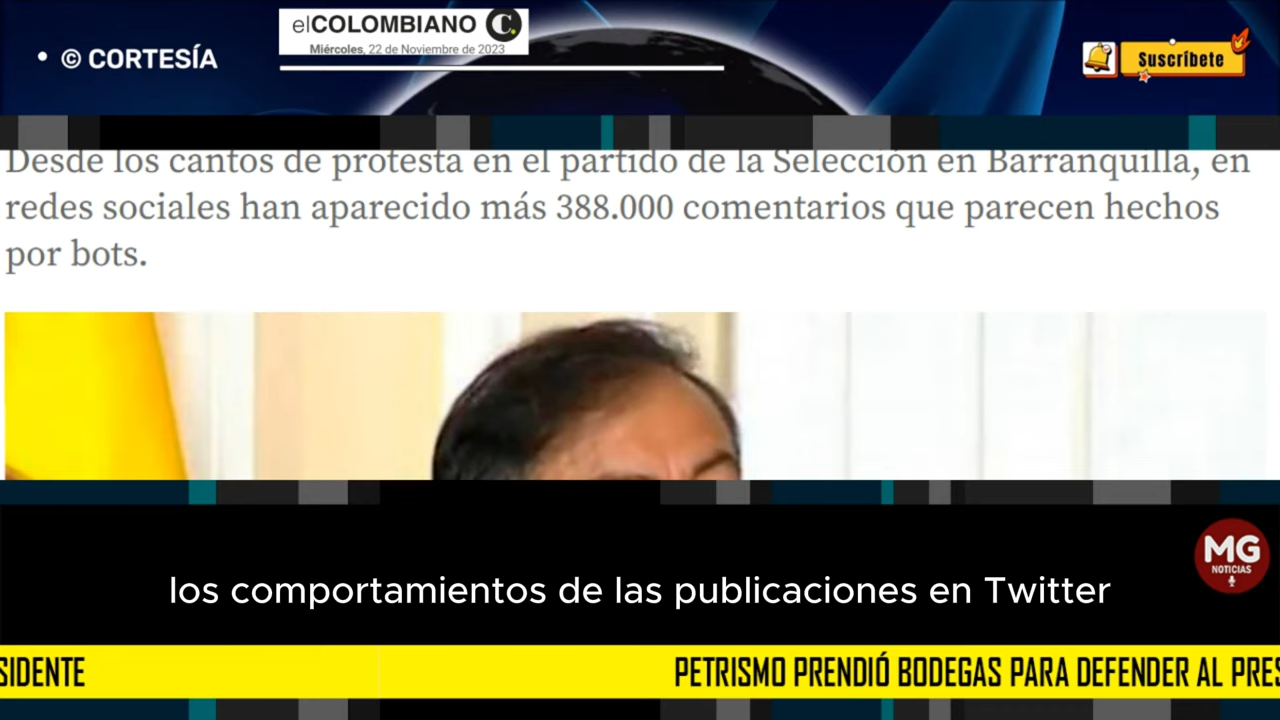 elCOLOMBIANO C.
Miércoles, 22 de Noviembre de 2023
• © CORTESÍA
Suscríbete
Desde los cantos de protesta en el partido de la Selección en Barranquilla, en
redes sociales han aparecido más 388.000 comentarios que parecen hechos
por bots.
MG
NOTICIAS
los comportamientos de las publicaciones en Twitter
SIDENTE
PETRISMO PRENDIÓ BODEGAS PARA DEFENDER AL PRES